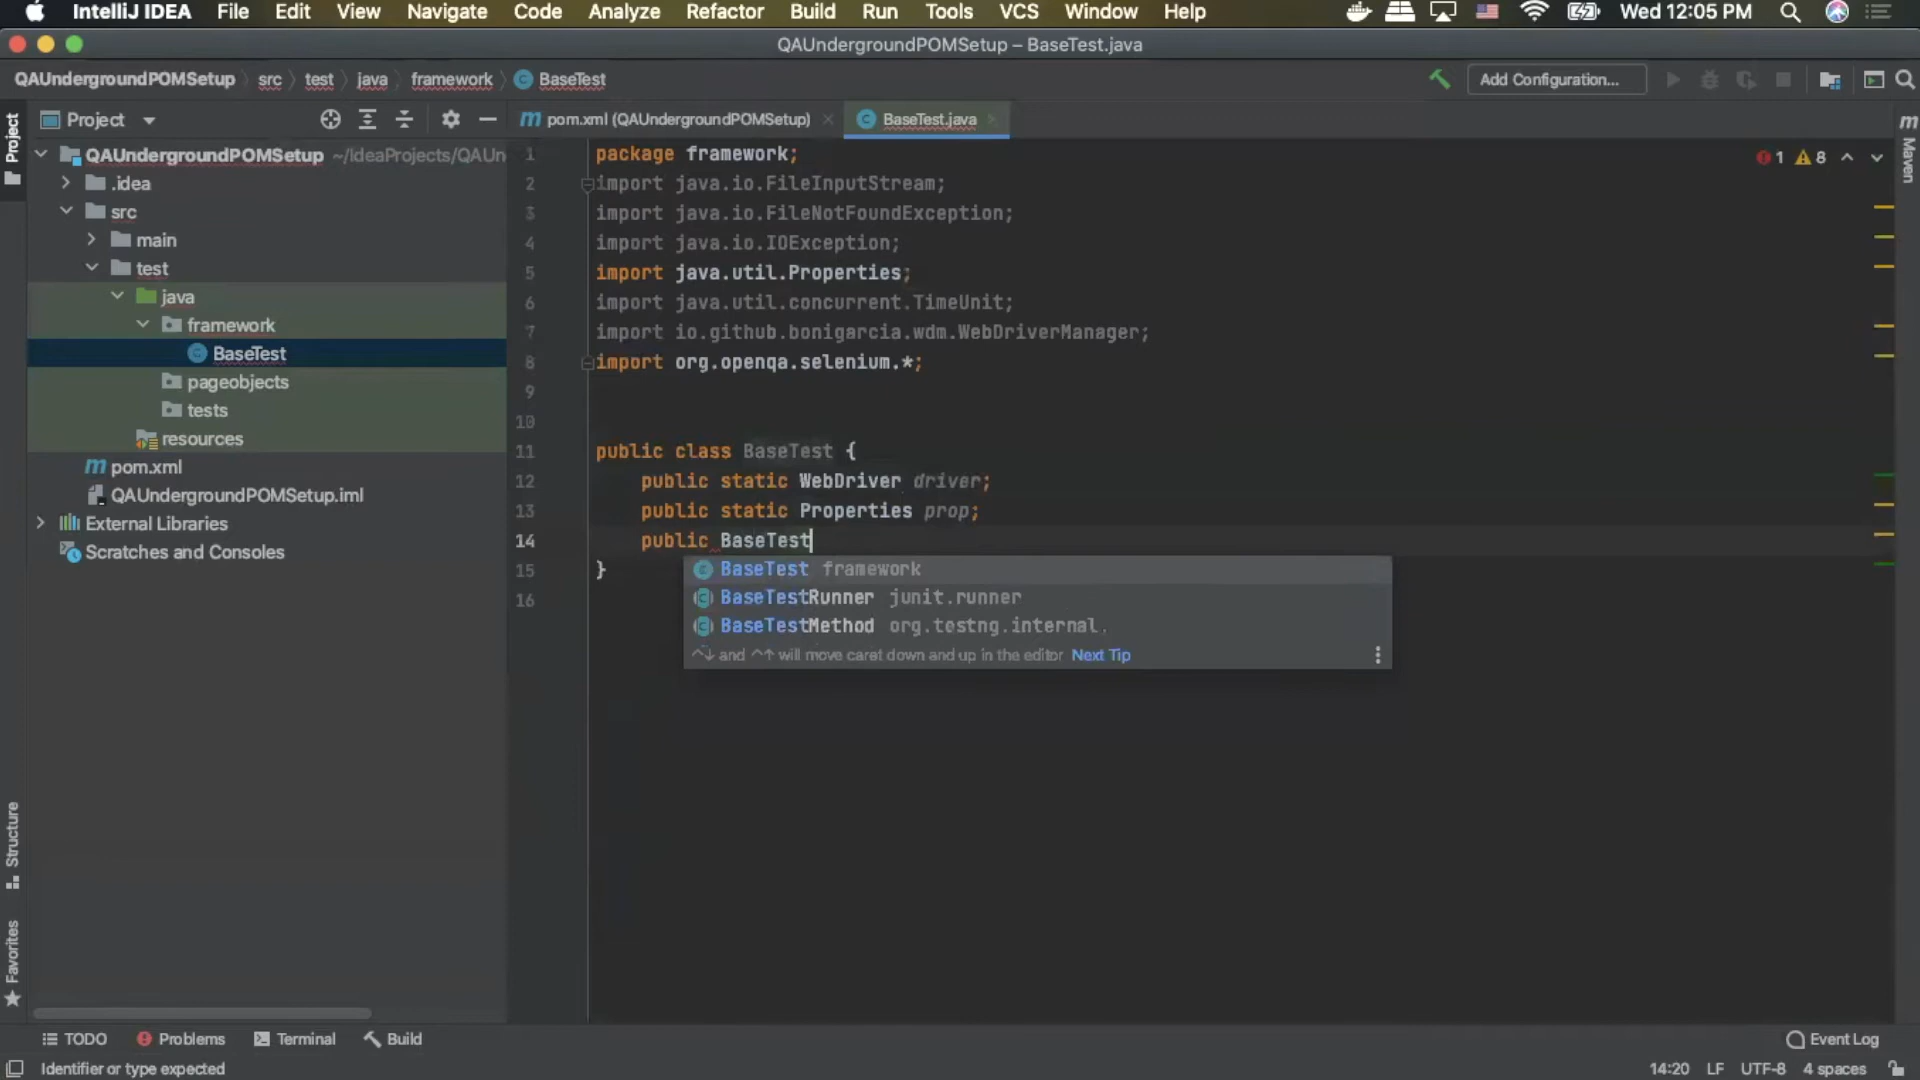 IntelliJ IDEA File Edit View Navigate Code Analyze Refactor Build Run Tools VCS Window Help Wed 12:05 PM
QAUndergroundPOMSetup – BaseTest.java
QAUndergroundPOMSetup src test java framework BaseTest Add Configuration...
Project
Project
pom.xml (QAUndergroundPOMSetup)
BaseTest.java
Maven
QAUndergroundPOMSetup ~/IdeaProjects/QAUn
.idea
src
main
test
java
framework
BaseTest
pageobjects
tests
resources
pom.xml
QAUndergroundPOMSetup.iml
External Libraries
Scratches and Consoles
1 8
1 package framework;
2 import java.io.FileInputStream;
3 import java.io.FileNotFoundException;
4 import java.io.IOException;
5 import java.util.Properties;
6 import java.util.concurrent.TimeUnit;
7 import io.github.bonigarcia.wdm.WebDriverManager;
8 import org.openqa.selenium.*;
9
10
11 public class BaseTest {
12 public static WebDriver driver;
13 public static Properties prop;
14 public BaseTest
15 }
16
BaseTest framework
BaseTestRunner junit.runner
BaseTestMethod org.testng.internal.
^↓ and ^↑ will move caret down and up in the editor Next Tip
Structure
Favorites
TODO Problems Terminal Build Event Log
Identifier or type expected 14:20 LF UTF-8 4 spaces